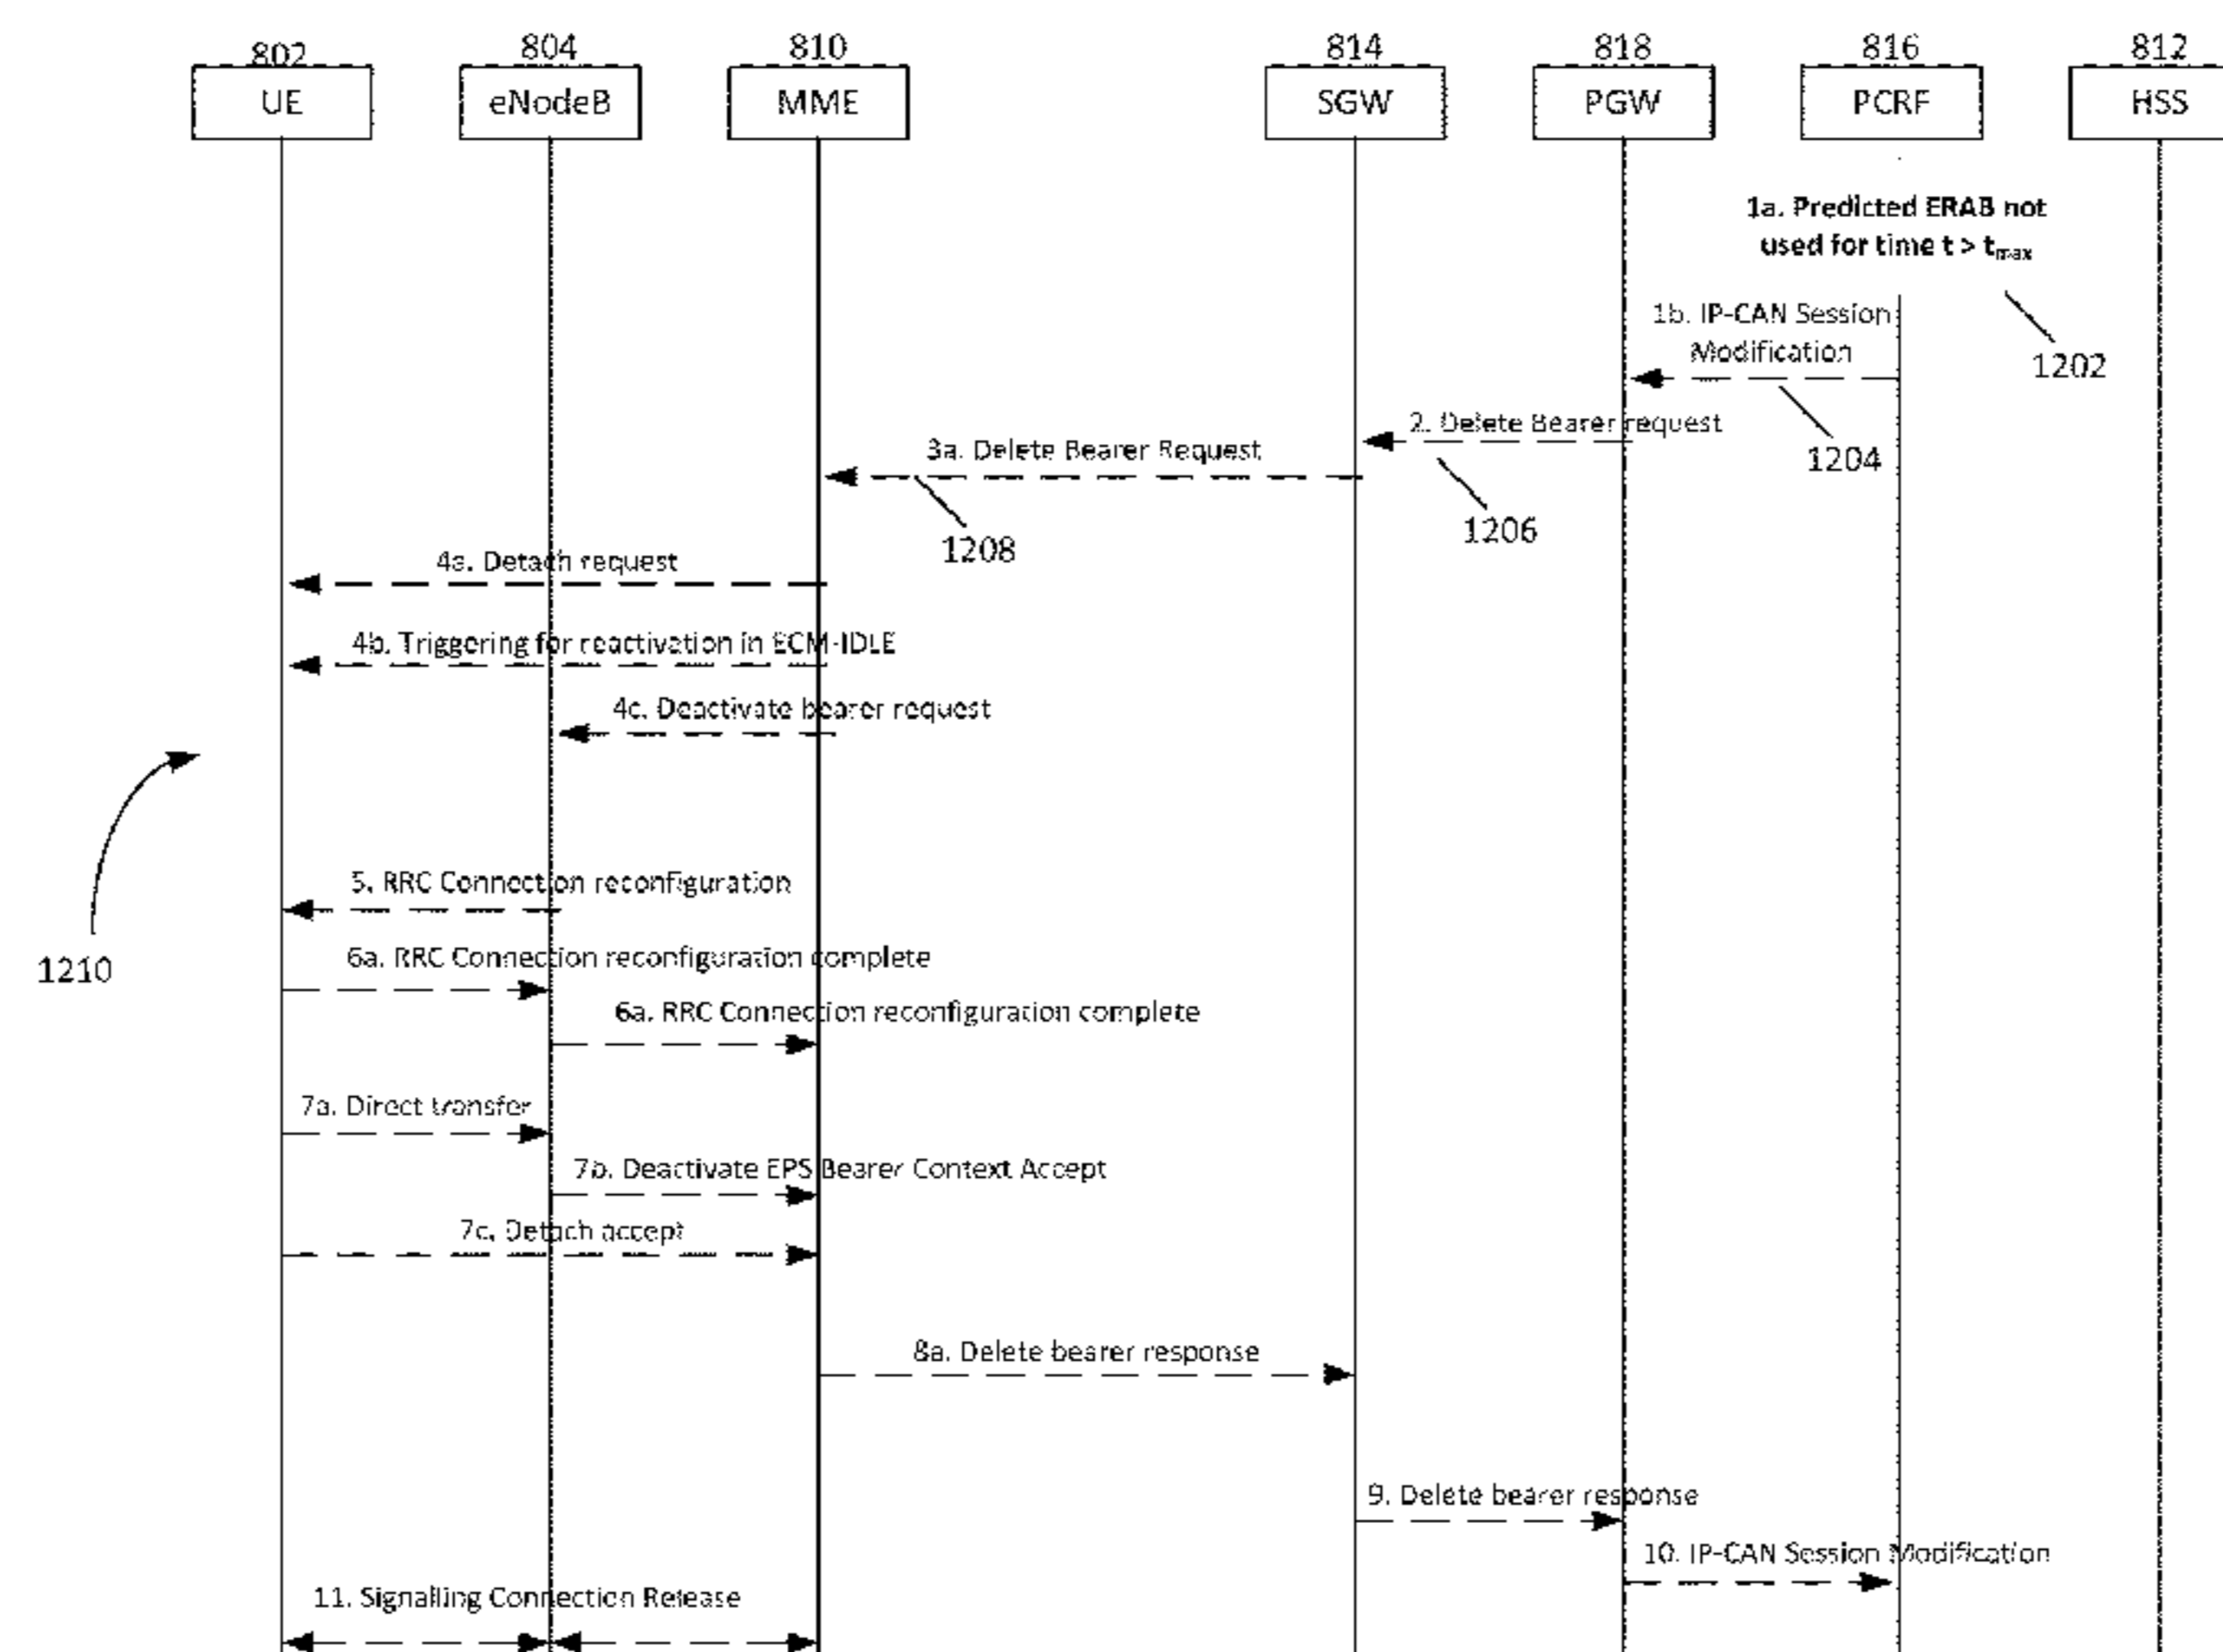 802 804 810 814 818 816 812
UE eNodeB MME SGW PGW PCRF HSS
1a. Predicted ERAB not
used for time t > tmax
1b. IP-CAN Session
Modification
1202
2. Delete Bearer request
1204
3a. Delete Bearer Request
1206
1208
4a. Detach request
4b. Triggering for reactivation in ECM-IDLE
4c. Deactivate bearer request
5. RRC Connection reconfiguration
6a. RRC Connection reconfiguration complete
1210
6a. RRC Connection reconfiguration complete
7a. Direct transfer
7b. Deactivate EPS Bearer Context Accept
7c. Detach accept
8a. Delete bearer response
9. Delete bearer response
10. IP-CAN Session Modification
11. Signalling Connection Release